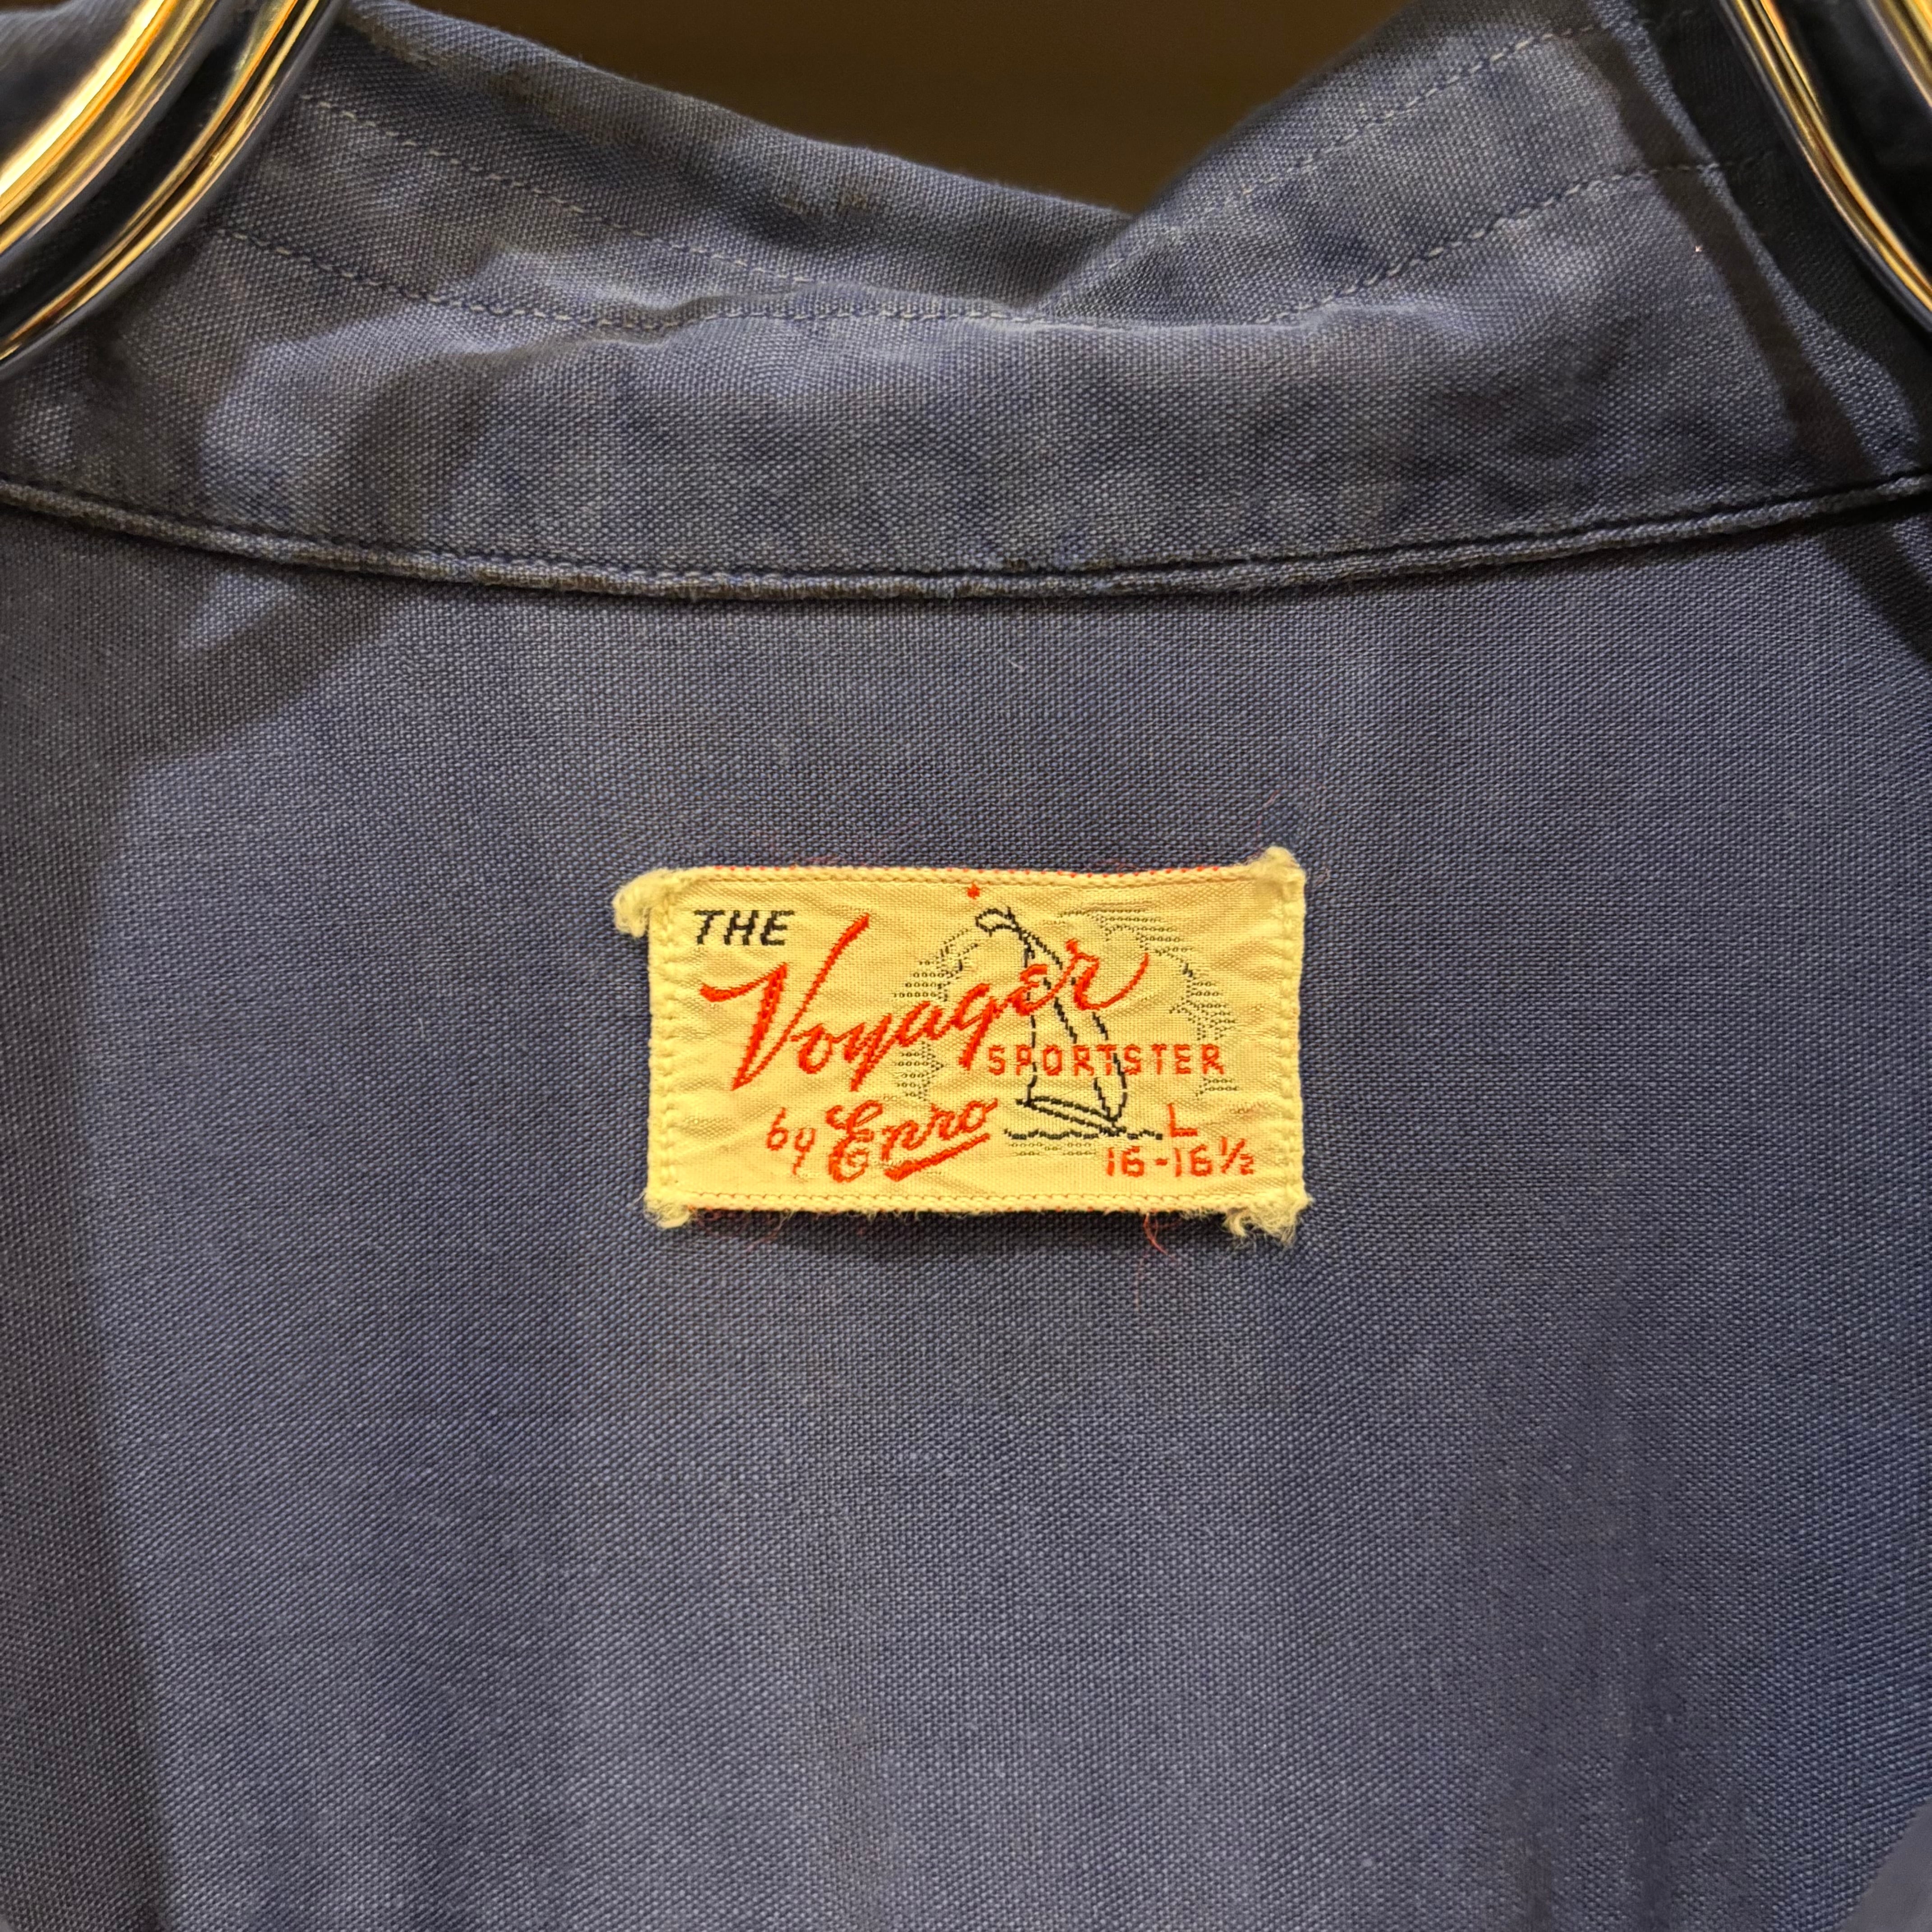 THE
Voyager
SPORTSTER
by Enro
L
16-16½